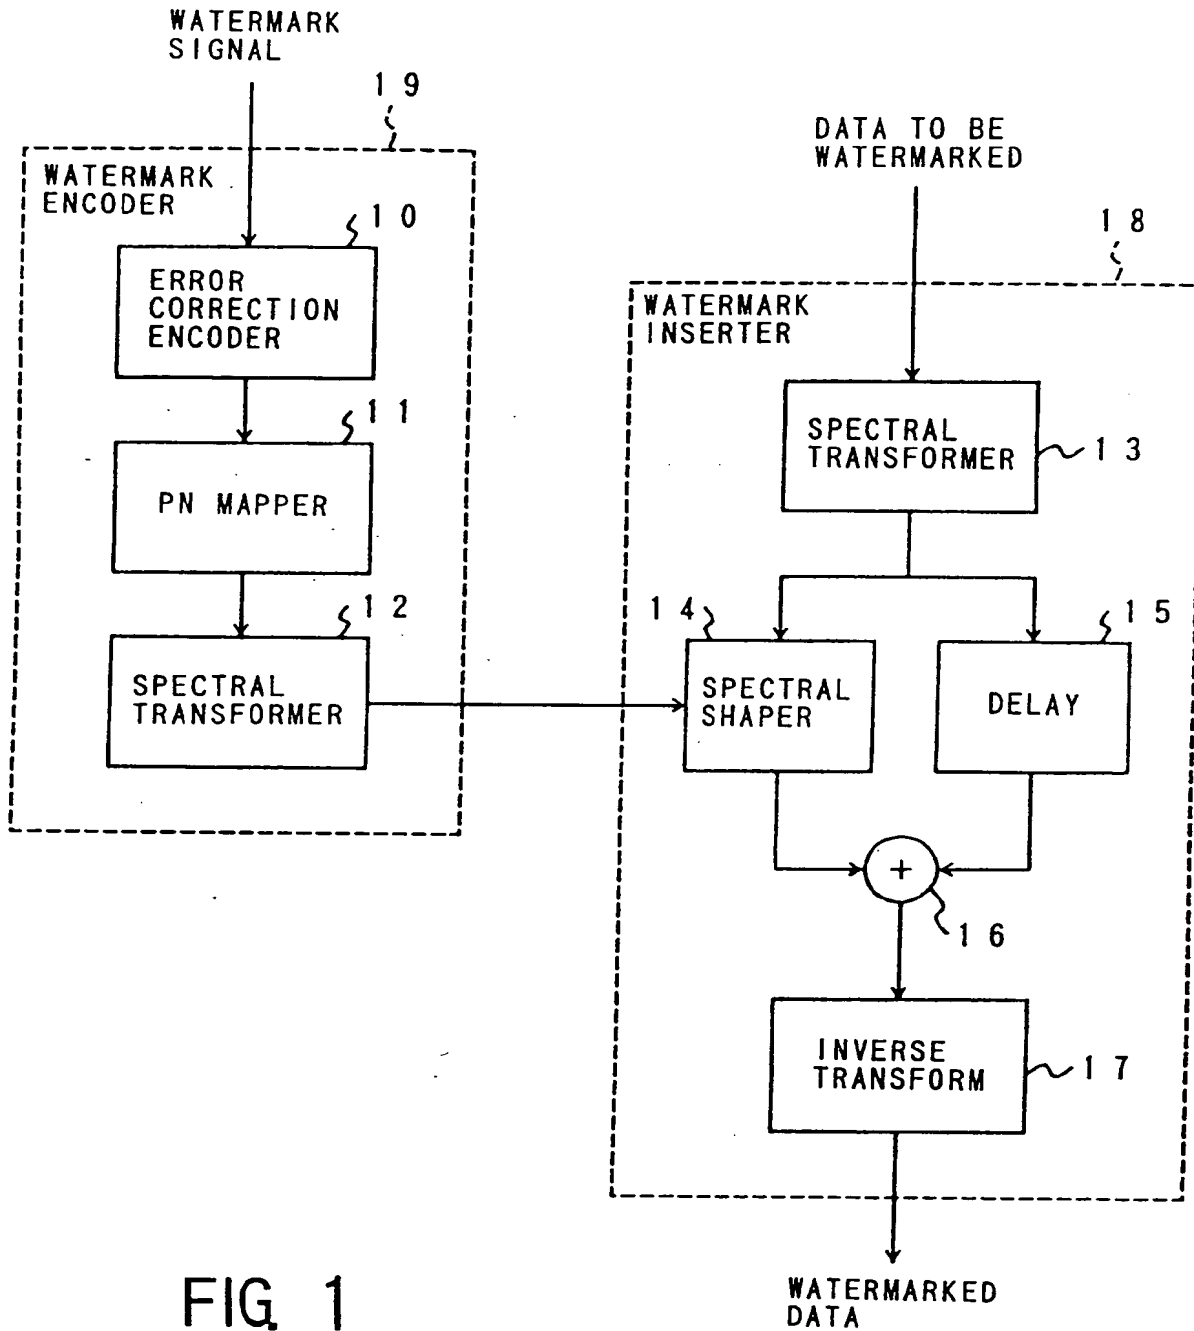 WATERMARK
SIGNAL
19
WATERMARK
ENCODER
10
ERROR
CORRECTION
ENCODER
11
PN MAPPER
12
SPECTRAL
TRANSFORMER
DATA TO BE
WATERMARKED
18
WATERMARK
INSERTER
SPECTRAL
TRANSFORMER
13
14
SPECTRAL
SHAPER
15
DELAY
+
16
INVERSE
TRANSFORM
17
WATERMARKED
DATA
FIG. 1